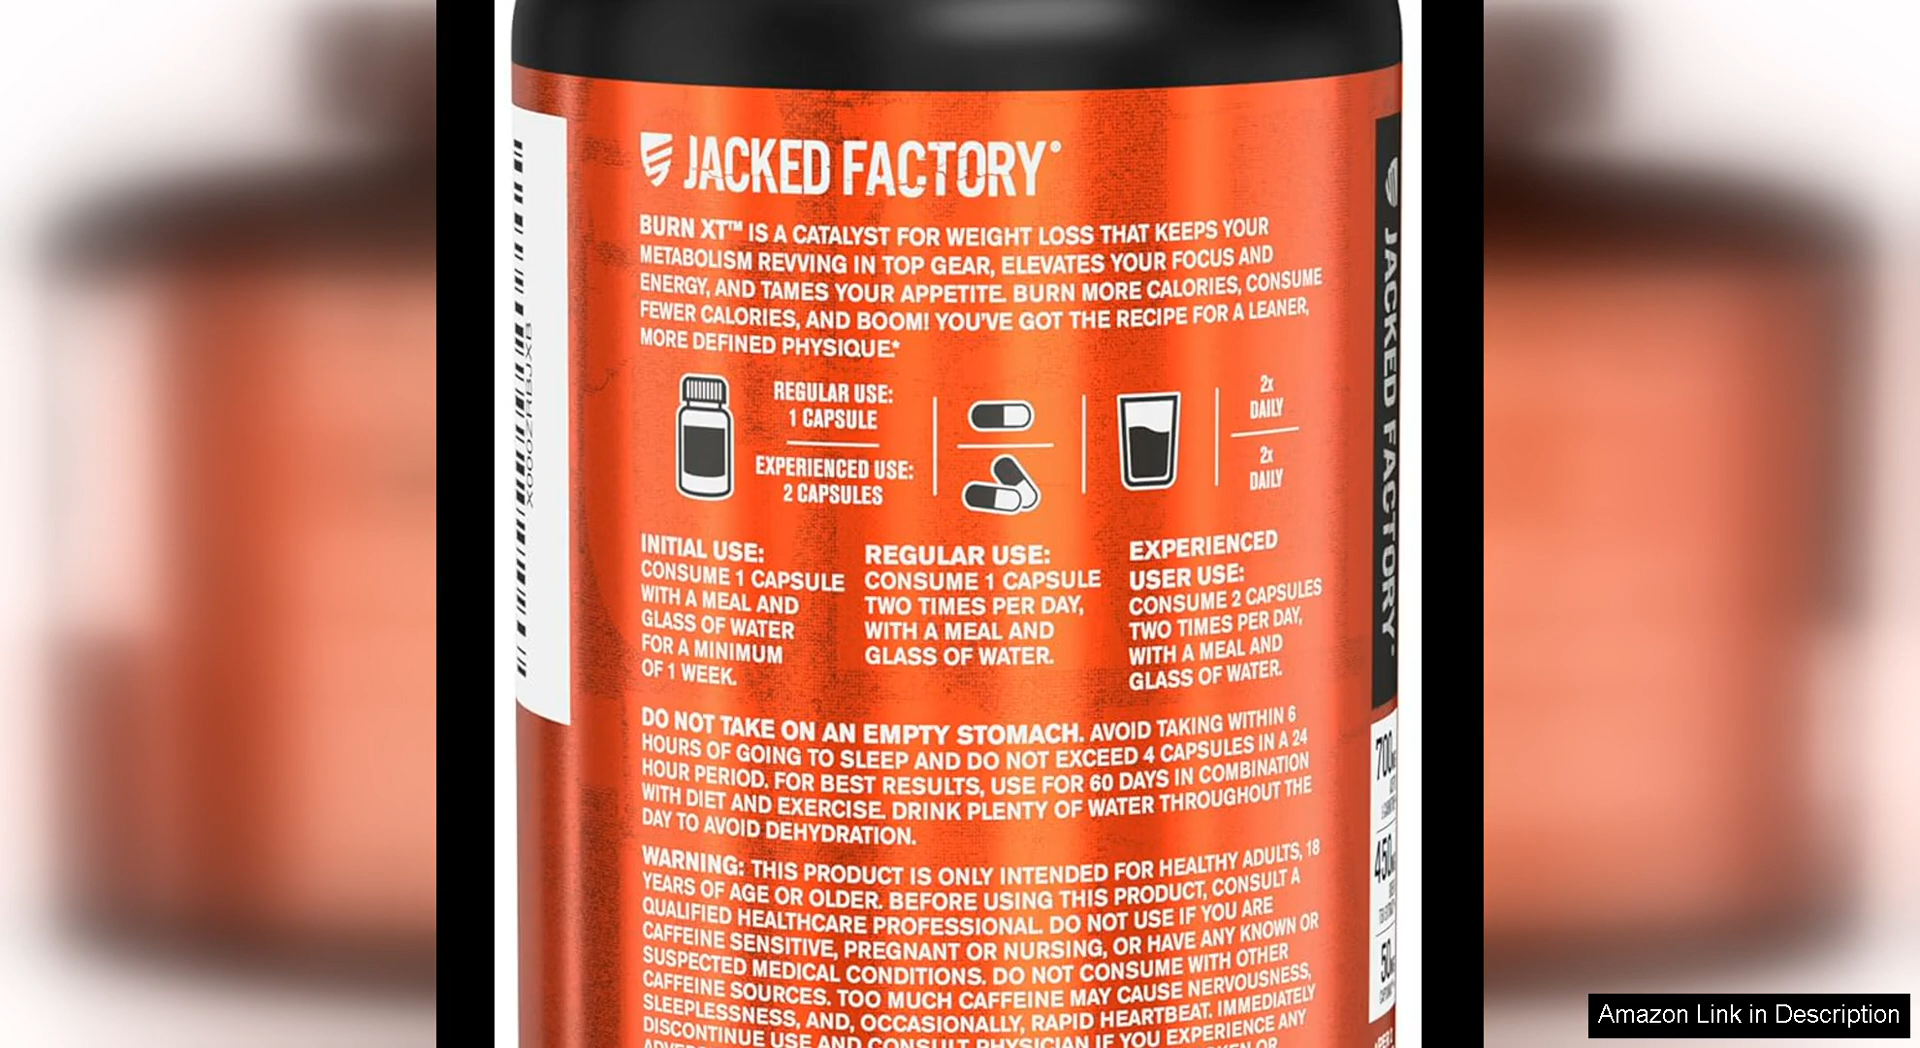 JACKED FACTORY®
BURN XT™ IS A CATALYST FOR WEIGHT LOSS THAT KEEPS YOUR
METABOLISM REVVING IN TOP GEAR, ELEVATES YOUR FOCUS AND
ENERGY, AND TAMES YOUR APPETITE. BURN MORE CALORIES, CONSUME
FEWER CALORIES, AND BOOM! YOU'VE GOT THE RECIPE FOR A LEANER,
MORE DEFINED PHYSIQUE.*
REGULAR USE:
1 CAPSULE
EXPERIENCED USE:
2 CAPSULES
2x
DAILY
2x
DAILY
INITIAL USE:
CONSUME 1 CAPSULE
WITH A MEAL AND
GLASS OF WATER
FOR A MINIMUM
OF 1 WEEK.
REGULAR USE:
CONSUME 1 CAPSULE
TWO TIMES PER DAY,
WITH A MEAL AND
GLASS OF WATER.
EXPERIENCED
USER USE:
CONSUME 2 CAPSULES
TWO TIMES PER DAY,
WITH A MEAL AND
GLASS OF WATER.
DO NOT TAKE ON AN EMPTY STOMACH. AVOID TAKING WITHIN 6
HOURS OF GOING TO SLEEP AND DO NOT EXCEED 4 CAPSULES IN A 24
HOUR PERIOD. FOR BEST RESULTS, USE FOR 60 DAYS IN COMBINATION
WITH DIET AND EXERCISE. DRINK PLENTY OF WATER THROUGHOUT THE
DAY TO AVOID DEHYDRATION.
WARNING: THIS PRODUCT IS ONLY INTENDED FOR HEALTHY ADULTS, 18
YEARS OF AGE OR OLDER. BEFORE USING THIS PRODUCT, CONSULT A
QUALIFIED HEALTHCARE PROFESSIONAL. DO NOT USE IF YOU ARE
CAFFEINE SENSITIVE, PREGNANT OR NURSING, OR HAVE ANY KNOWN OR
SUSPECTED MEDICAL CONDITIONS. DO NOT CONSUME WITH OTHER
CAFFEINE SOURCES. TOO MUCH CAFFEINE MAY CAUSE NERVOUSNESS,
SLEEPLESSNESS, AND, OCCASIONALLY, RAPID HEARTBEAT. IMMEDIATELY
DISCONTINUE USE AND CONSULT PHYSICIAN IF YOU EXPERIENCE ANY
JACKED FACTORY
700
450
50
Amazon Link in Description